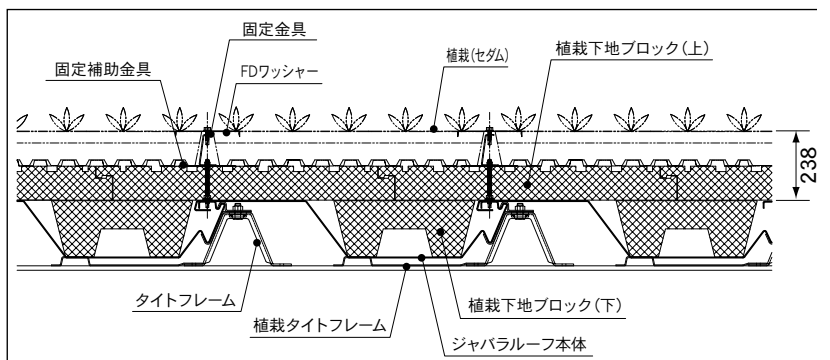 固定金具
植栽(セダム)
植栽下地ブロック(上)
固定補助金具
FDワッシャー
238
タイトフレーム
植栽タイトフレーム
植栽下地ブロック(下)
ジャバラルーフ本体